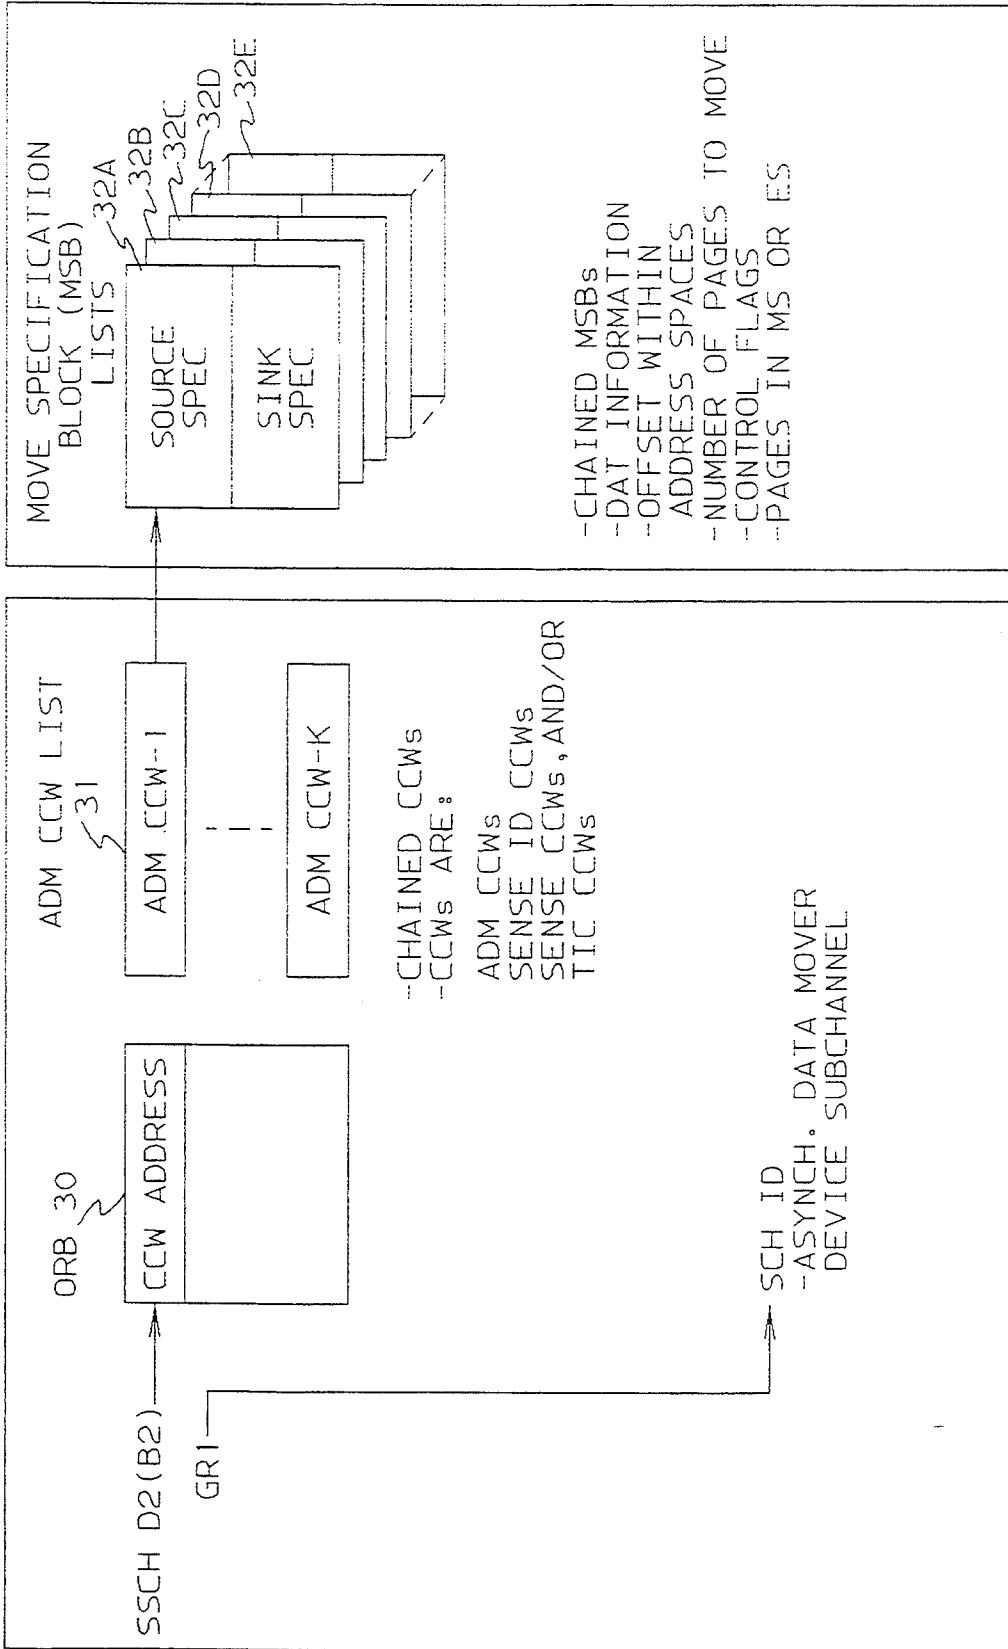 SSCH D2(B2)
GR1
ORB 30
CCW ADDRESS
SCH ID
-ASYNCH. DATA MOVER
DEVICE SUBCHANNEL
ADM CCW LIST
31
ADM CCW-1
ADM CCW-K
-CHAINED CCWs
-CCWs ARE:
ADM CCWs
SENSE ID CCWs
SENSE CCWs, AND/OR
TIC CCWs
MOVE SPECIFICATION
BLOCK (MSB)
LISTS
32A
32B
32C
32D
32E
SOURCE
SPEC.
SINK
SPEC.
-CHAINED MSBs
-DAT INFORMATION
-OFFSET WITHIN
ADDRESS SPACES
-NUMBER OF PAGES TO MOVE
-CONTROL FLAGS
-PAGES IN MS OR ES